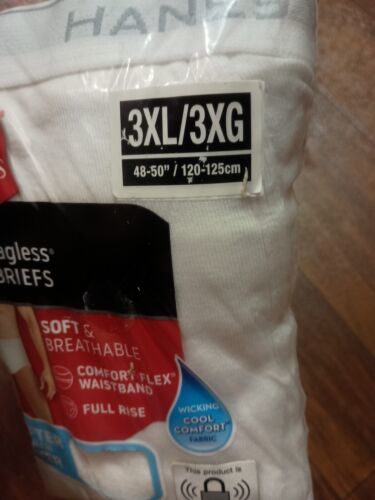 HANES
3XL/3XG
48-50" / 120-125cm
agless®
BRIEFS
SOFT &
BREATHABLE
COMFORT FLEX®
WAISTBAND
FULL RISE
WICKING
COOL
COMFORT
FABRIC
This product is